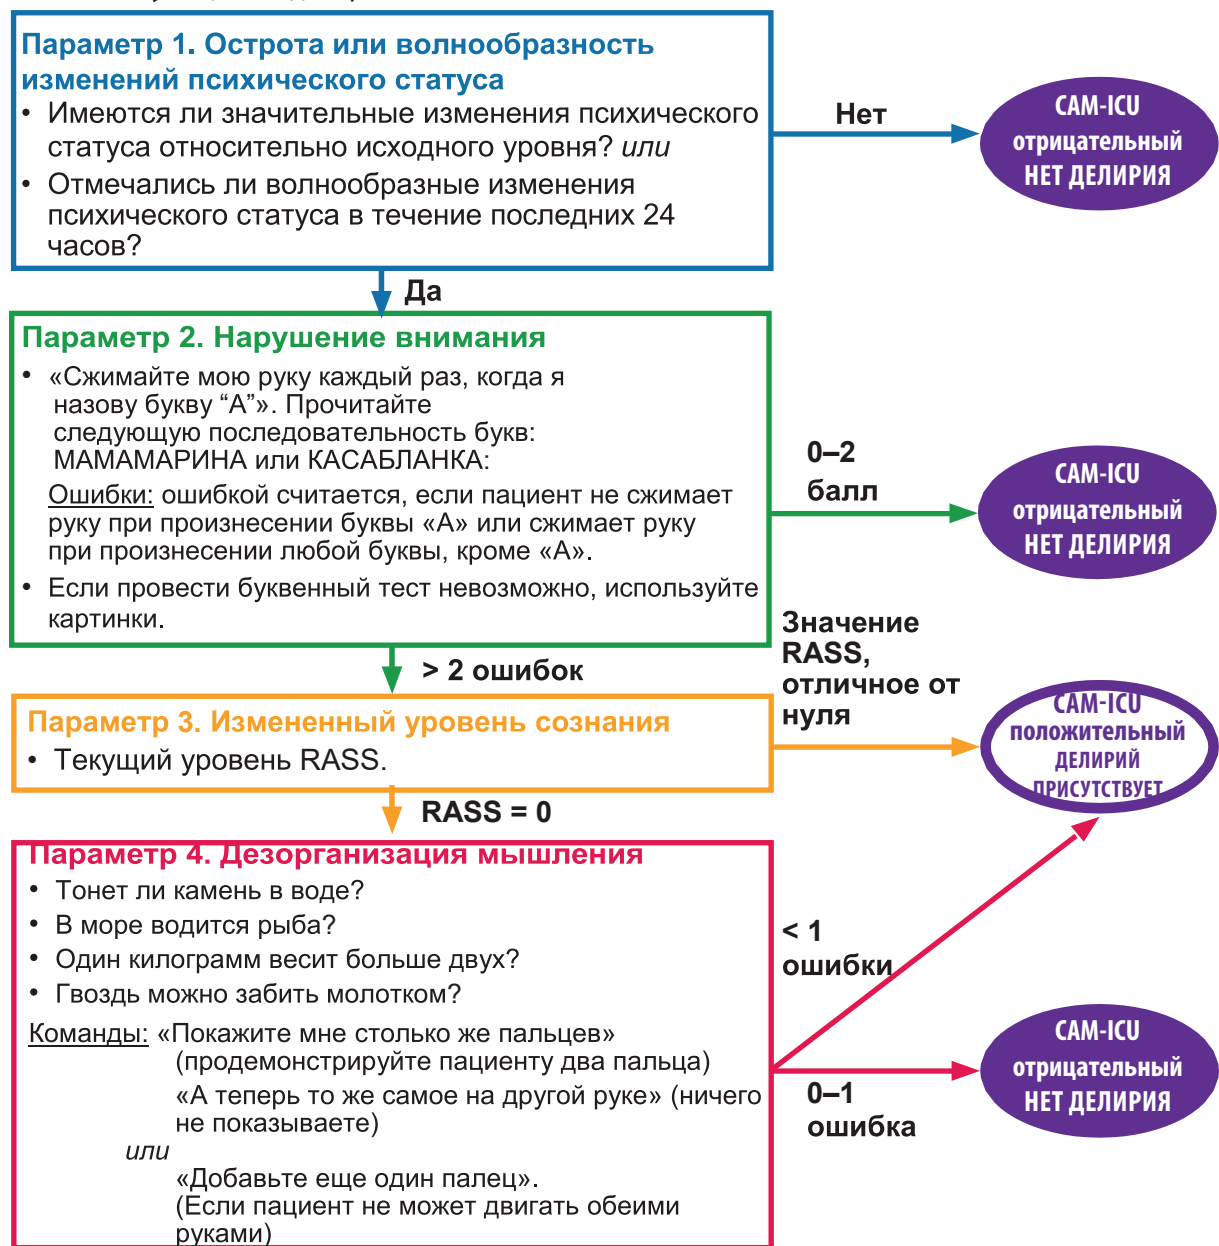 Параметр 1. Острота или волнообразность
изменений психического статуса
• Имеются ли значительные изменения психического
статуса относительно исходного уровня? или
• Отмечались ли волнообразные изменения
психического статуса в течение последних 24
часов?
Нет
CAM-ICU
отрицательный
НЕТ ДЕЛИРИЯ
Да
Параметр 2. Нарушение внимания
• «Сжимайте мою руку каждый раз, когда я
назову букву “А”». Прочитайте
следующую последовательность букв:
МАМАМАРИНА или КАСАБЛАНКА:
Ошибки: ошибкой считается, если пациент не сжимает
руку при произнесении буквы «А» или сжимает руку
при произнесении любой буквы, кроме «А».
• Если провести буквенный тест невозможно, используйте
картинки.
0–2
балл
CAM-ICU
отрицательный
НЕТ ДЕЛИРИЯ
> 2 ошибок
Параметр 3. Измененный уровень сознания
• Текущий уровень RASS.
Значение
RASS,
отличное от
нуля
CAM-ICU
положительный
ДЕЛИРИЙ
ПРИСУТСТВУЕТ
RASS = 0
Параметр 4. Дезорганизация мышления
• Тонет ли камень в воде?
• В море водится рыба?
• Один килограмм весит больше двух?
• Гвоздь можно забить молотком?
Команды: «Покажите мне столько же пальцев»
(продемонстрируйте пациенту два пальца)
«А теперь то же самое на другой руке» (ничего
не показываете)
или
«Добавьте еще один палец».
(Если пациент не может двигать обеими
руками)
< 1
ошибки
0–1
ошибка
CAM-ICU
отрицательный
НЕТ ДЕЛИРИЯ